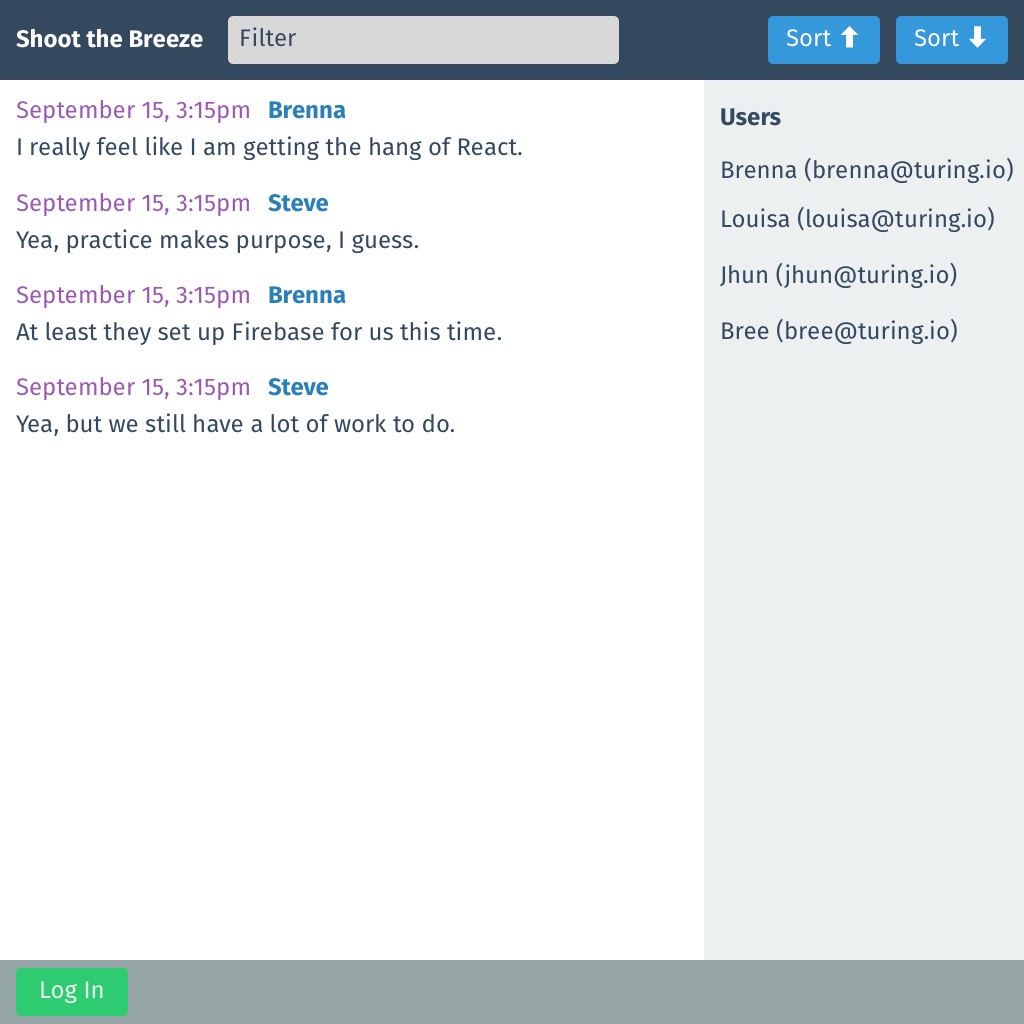 Shoot the Breeze
Filter
Sort ⬆
Sort ⬇
September 15, 3:15pm Brenna
I really feel like I am getting the hang of React.
September 15, 3:15pm Steve
Yea, practice makes purpose, I guess.
September 15, 3:15pm Brenna
At least they set up Firebase for us this time.
September 15, 3:15pm Steve
Yea, but we still have a lot of work to do.
Users
Brenna (brenna@turing.io)
Louisa (louisa@turing.io)
Jhun (jhun@turing.io)
Bree (bree@turing.io)
Log In